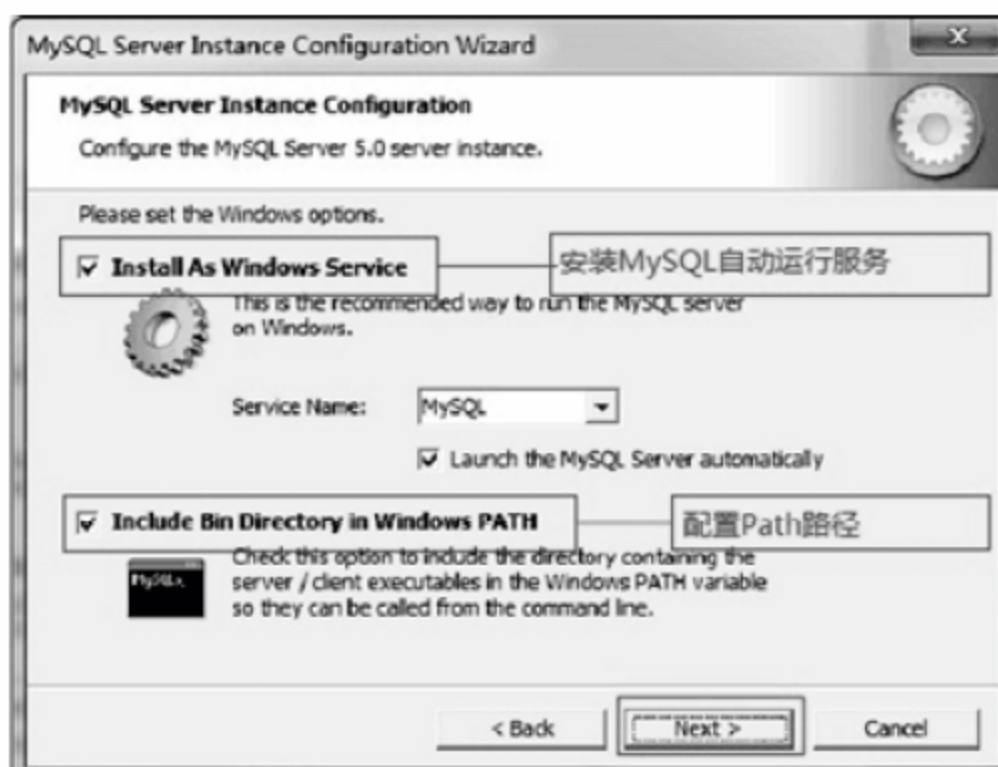 MySQL Server Instance Configuration Wizard
MySQL Server Instance Configuration
Configure the MySQL Server 5.0 server instance.
Please set the Windows options.
Install As Windows Service
安装MySQL自动运行服务
This is the recommended way to run the MySQL server
on Windows.
Service Name:
MySQL
Launch the MySQL Server automatically
Include Bin Directory in Windows PATH
配置Path路径
Check this option to include the directory containing the
server / client executables in the Windows PATH variable
so they can be called from the command line.
MySQL>_
< Back
Next >
Cancel